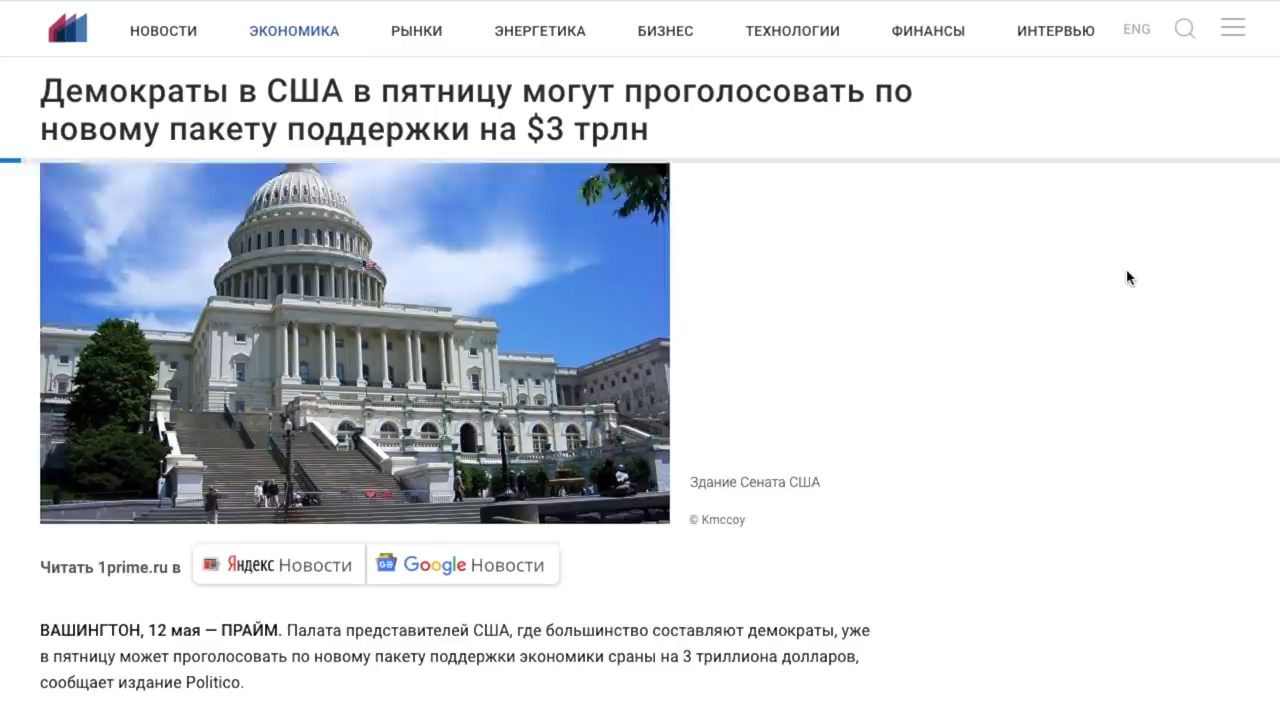 НОВОСТИ ЭКОНОМИКА РЫНКИ ЭНЕРГЕТИКА БИЗНЕС ТЕХНОЛОГИИ ФИНАНСЫ ИНТЕРВЬЮ ENG
Демократы в США в пятницу могут проголосовать по
новому пакету поддержки на $3 трлн
Здание Сената США
© Kmccoy
Читать 1prime.ru в Яндекс Новости Google Новости
ВАШИНГТОН, 12 мая — ПРАЙМ. Палата представителей США, где большинство составляют демократы, уже
в пятницу может проголосовать по новому пакету поддержки экономики сраны на 3 триллиона долларов,
сообщает издание Politico.